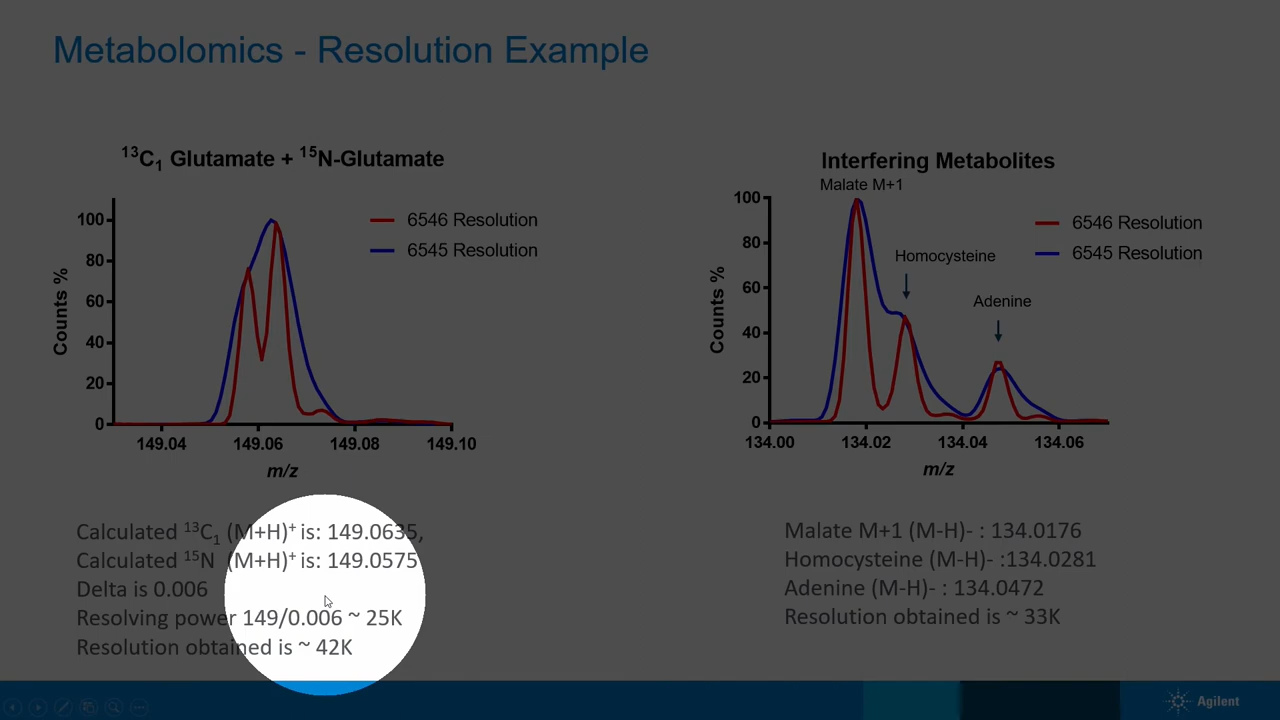 Metabolomics - Resolution Example
¹³C₁ Glutamate + ¹⁵N-Glutamate
6546 Resolution
6545 Resolution
Counts %
100
80
60
40
20
0
149.04 149.06 149.08 149.10
m/z
Interfering Metabolites
Malate M+1
6546 Resolution
6545 Resolution
Homocysteine
Adenine
Counts %
100
80
60
40
20
0
134.00 134.02 134.04 134.06
m/z
Calculated ¹³C₁ (M+H)⁺ is: 149.0635,
Calculated ¹⁵N (M+H)⁺ is: 149.0575
Delta is 0.006
Resolving power 149/0.006 ~ 25K
Resolution obtained is ~ 42K
Malate M+1 (M-H)- : 134.0176
Homocysteine (M-H)- :134.0281
Adenine (M-H)- : 134.0472
Resolution obtained is ~ 33K
Agilent